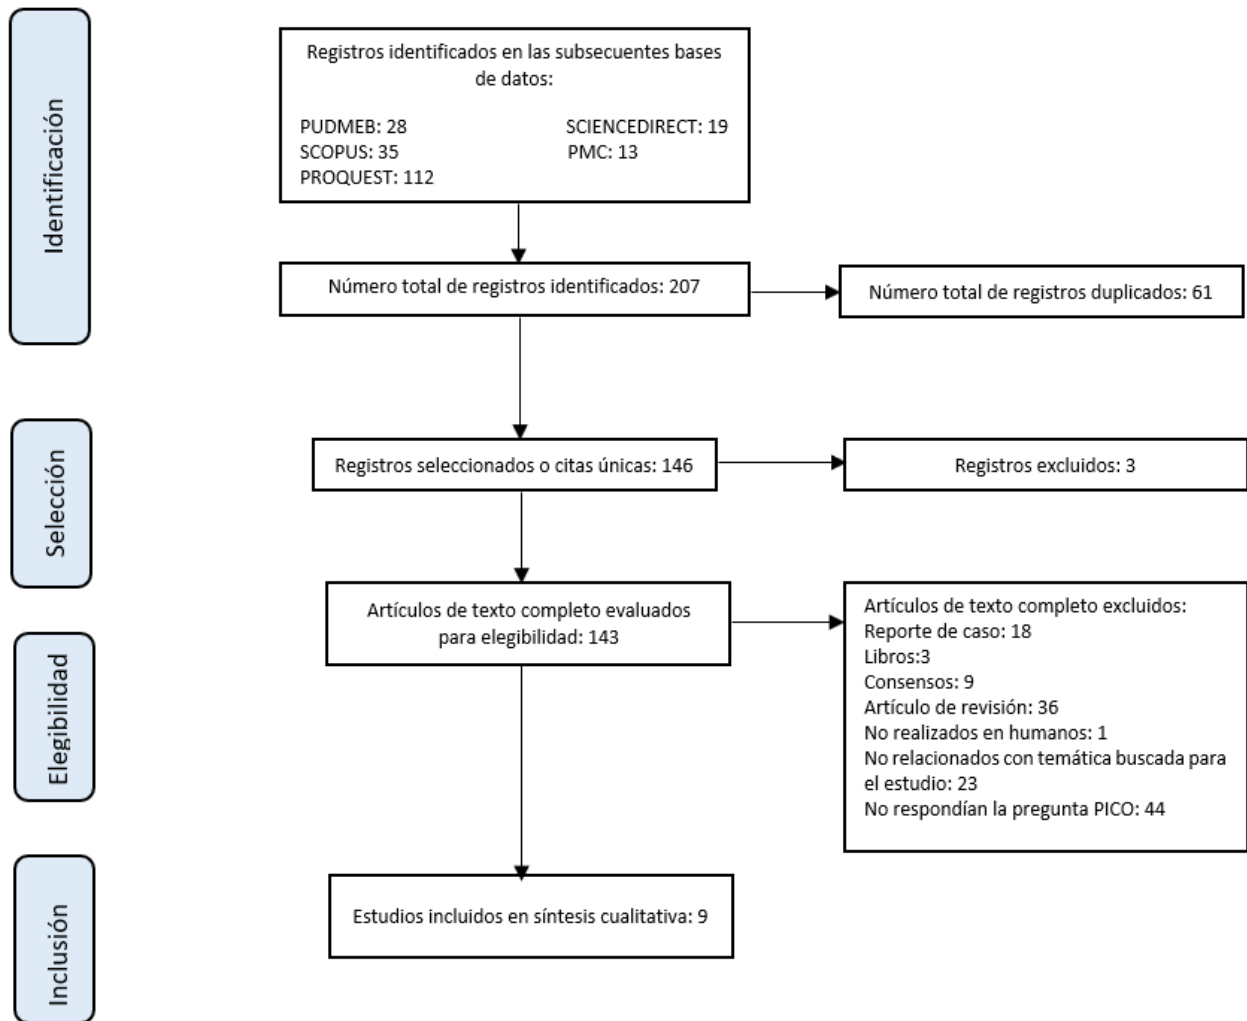 Identificación
Registros identificados en las subsecuentes bases
de datos:
PUDMEB: 28
SCIENCEDIRECT: 19
SCOPUS: 35
PMC: 13
PROQUEST: 112
Número total de registros identificados: 207
Número total de registros duplicados: 61
Selección
Registros seleccionados o citas únicas: 146
Registros excluidos: 3
Elegibilidad
Artículos de texto completo evaluados
para elegibilidad: 143
Artículos de texto completo excluidos:
Reporte de caso: 18
Libros:3
Consensos: 9
Artículo de revisión: 36
No realizados en humanos: 1
No relacionados con temática buscada para
el estudio: 23
No respondían la pregunta PICO: 44
Inclusión
Estudios incluidos en síntesis cualitativa: 9